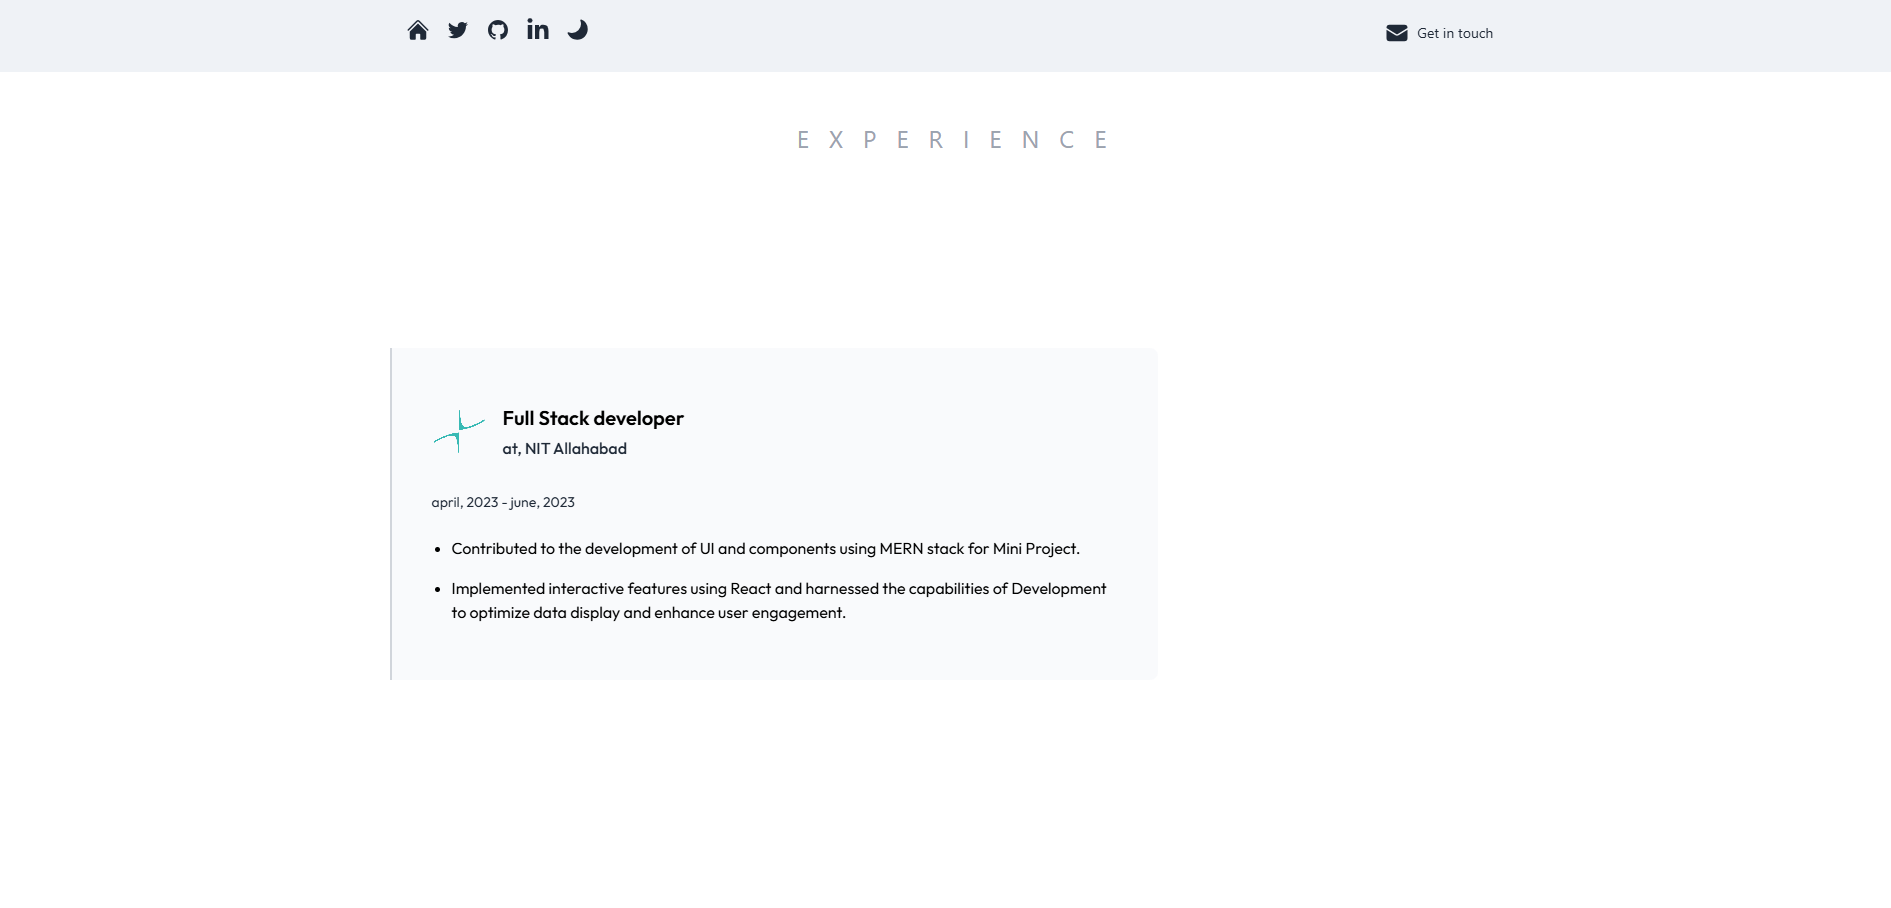 Get in touch
EXPERIENCE
Full Stack developer
at, NIT Allahabad
april, 2023 - june, 2023
• Contributed to the development of UI and components using MERN stack for Mini Project.
• Implemented interactive features using React and harnessed the capabilities of Development
to optimize data display and enhance user engagement.